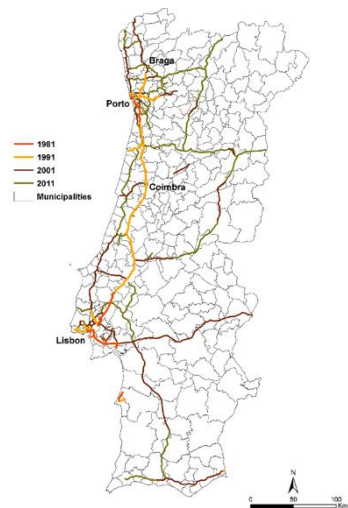 Braga
Porto
1981
1991
2001
2011
Municipalities
Coimbra
Lisbon
N
0 50 100
Km